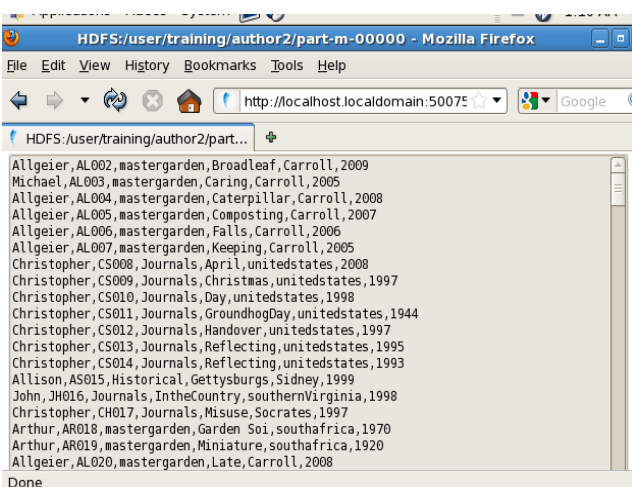 Applications Places System 1:10 AM
HDFS:/user/training/author2/part-m-00000 - Mozilla Firefox
File Edit View History Bookmarks Tools Help
http://localhost.localdomain:50075 Google
HDFS:/user/training/author2/part...
Allgeier,AL002,mastergarden,Broadleaf,Carroll,2009
Michael,AL003,mastergarden,Caring,Carroll,2005
Allgeier,AL004,mastergarden,Caterpillar,Carroll,2008
Allgeier,AL005,mastergarden,Composting,Carroll,2007
Allgeier,AL006,mastergarden,Falls,Carroll,2006
Allgeier,AL007,mastergarden,Keeping,Carroll,2005
Christopher,CS008,Journals,April,unitedstates,2008
Christopher,CS009,Journals,Christmas,unitedstates,1997
Christopher,CS010,Journals,Day,unitedstates,1998
Christopher,CS011,Journals,GroundhogDay,unitedstates,1944
Christopher,CS012,Journals,Handover,unitedstates,1997
Christopher,CS013,Journals,Reflecting,unitedstates,1995
Christopher,CS014,Journals,Reflecting,unitedstates,1993
Allison,AS015,Historical,Gettysburgs,Sidney,1999
John,JH016,Journals,IntheCountry,southernVirginia,1998
Christopher,CH017,Journals,Misuse,Socrates,1997
Arthur,AR018,mastergarden,Garden Soi,southafrica,1970
Arthur,AR019,mastergarden,Miniature,southafrica,1920
Allgeier,AL020,mastergarden,Late,Carroll,2008
Done